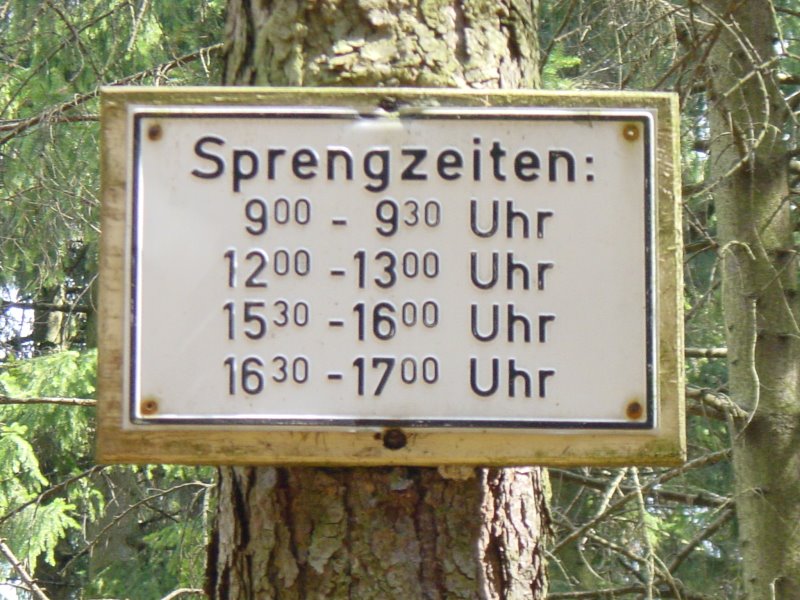 Sprengzeiten:
9⁰⁰ - 9³⁰ Uhr
12⁰⁰ - 13⁰⁰ Uhr
15³⁰ - 16⁰⁰ Uhr
16³⁰ - 17⁰⁰ Uhr